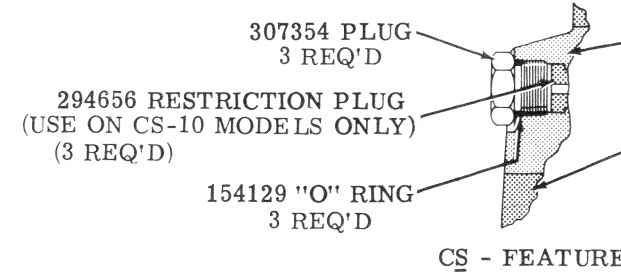 307354 PLUG
3 REQ'D
294656 RESTRICTION PLUG
(USE ON CS-10 MODELS ONLY)
(3 REQ'D)
154129 "O" RING
3 REQ'D
CS - FEATURE